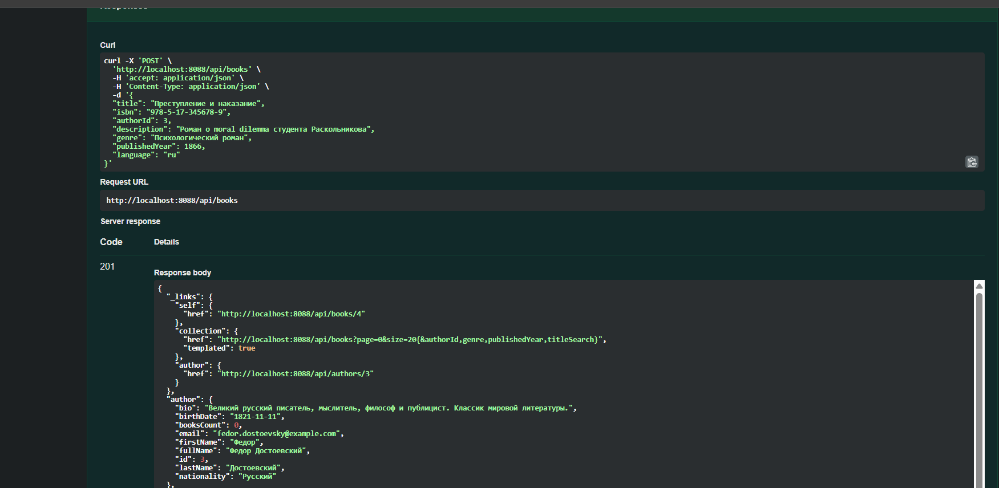 Responses
Curl
curl -X 'POST' \
'http://localhost:8088/api/books' \
-H 'accept: application/json' \
-H 'Content-Type: application/json' \
-d '{
"title": "Преступление и наказание",
"isbn": "978-5-17-345678-9",
"authorId": 3,
"description": "Роман о moral dilemma студента Раскольникова",
"genre": "Психологический роман",
"publishedYear": 1866,
"language": "ru"
}'
Request URL
http://localhost:8088/api/books
Server response
Code Details
201
Response body
{
"_links": {
"self": {
"href": "http://localhost:8088/api/books/4"
},
"collection": {
"href": "http://localhost:8088/api/books?page=0&size=20{&authorId,genre,publishedYear,titleSearch}",
"templated": true
},
"author": {
"href": "http://localhost:8088/api/authors/3"
}
},
"author": {
"bio": "Великий русский писатель, мыслитель, философ и публицист. Классик мировой литературы.",
"birthDate": "1821-11-11",
"booksCount": 0,
"email": "fedor.dostoevsky@example.com",
"firstName": "Федор",
"fullName": "Федор Достоевский",
"id": 3,
"lastName": "Достоевский",
"nationality": "Русский"
},